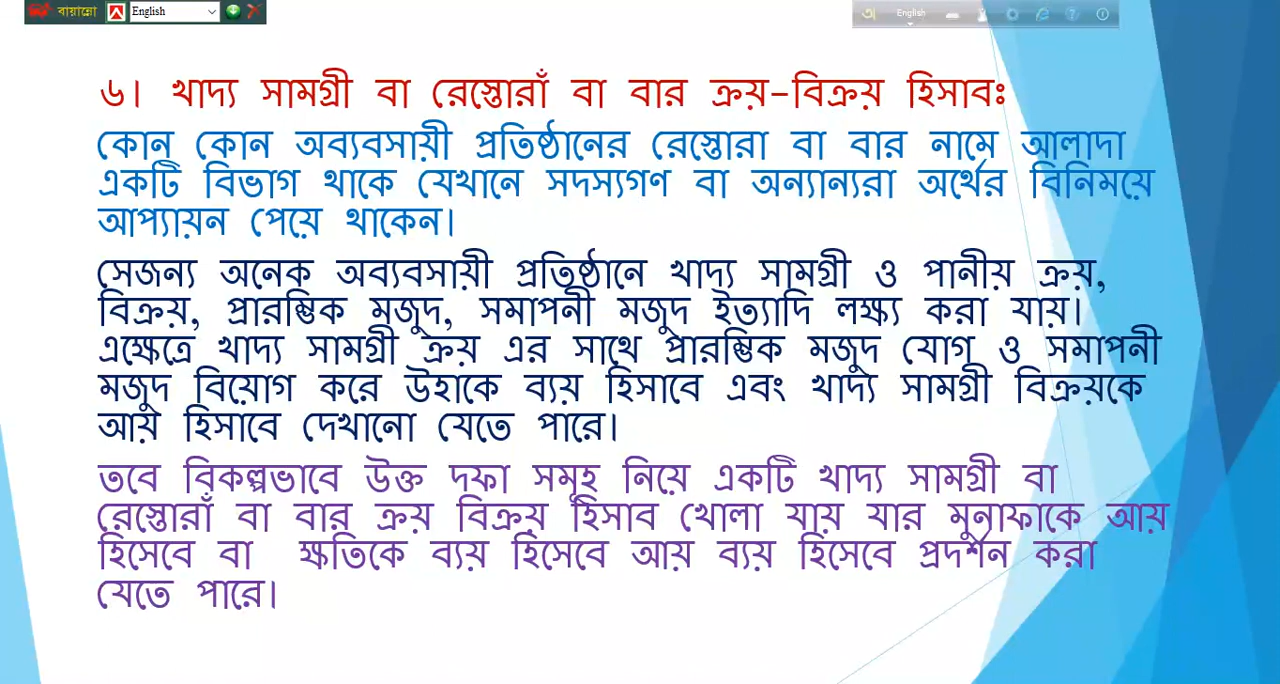 বায়ান্নো English
English
৬। খাদ্য সামগ্রী বা রেস্তোরাঁ বা বার ক্রয়-বিক্রয় হিসাবঃ
কোন কোন অব্যবসায়ী প্রতিষ্ঠানের রেস্তোরা বা বার নামে আলাদা
একটি বিভাগ থাকে যেখানে সদস্যগণ বা অন্যান্যরা অর্থের বিনিময়ে
আপ্যায়ন পেয়ে থাকেন।
সেজন্য অনেক অব্যবসায়ী প্রতিষ্ঠানে খাদ্য সামগ্রী ও পানীয় ক্রয়,
বিক্রয়, প্রারম্ভিক মজুদ, সমাপনী মজুদ ইত্যাদি লক্ষ্য করা যায়।
এক্ষেত্রে খাদ্য সামগ্রী ক্রয় এর সাথে প্রারম্ভিক মজুদ যোগ ও সমাপনী
মজুদ বিয়োগ করে উহাকে ব্যয় হিসাবে এবং খাদ্য সামগ্রী বিক্রয়কে
আয় হিসাবে দেখানো যেতে পারে।
তবে বিকল্পভাবে উক্ত দফা সমূহ নিয়ে একটি খাদ্য সামগ্রী বা
রেস্তোরাঁ বা বার ক্রয় বিক্রয় হিসাব খোলা যায় যার মুনাফাকে আয়
হিসেবে বা ক্ষতিকে ব্যয় হিসেবে আয় ব্যয় হিসেবে প্রদর্শন করা
যেতে পারে।